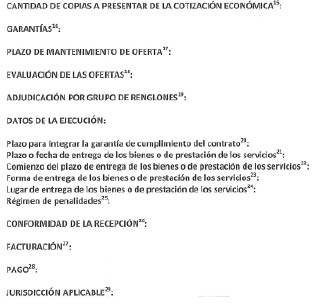 CANTIDAD DE COPIAS A PRESENTAR DE LA COTIZACIÓN ECONÓMICA¹⁵:
GARANTÍAS¹⁶:
PLAZO DE MANTENIMIENTO DE OFERTA¹⁷:
EVALUACIÓN DE LAS OFERTAS¹⁸:
ADJUDICACIÓN POR GRUPO DE RENGLONES¹⁹:
DATOS DE LA EJECUCIÓN:
Plazo para integrar la garantía de cumplimiento del contrato²⁰:
Plazo o fecha de entrega de los bienes o de prestación de los servicios²¹:
Comienzo del plazo de entrega de los bienes o de prestación de los servicios²²:
Forma de entrega de los bienes o de prestación de los servicios²³:
Lugar de entrega de los bienes o de prestación de los servicios²⁴:
Régimen de penalidades²⁵:
CONFORMIDAD DE LA RECEPCIÓN²⁶:
FACTURACIÓN²⁷:
PAGO²⁸:
JURISDICCIÓN APLICABLE²⁹: